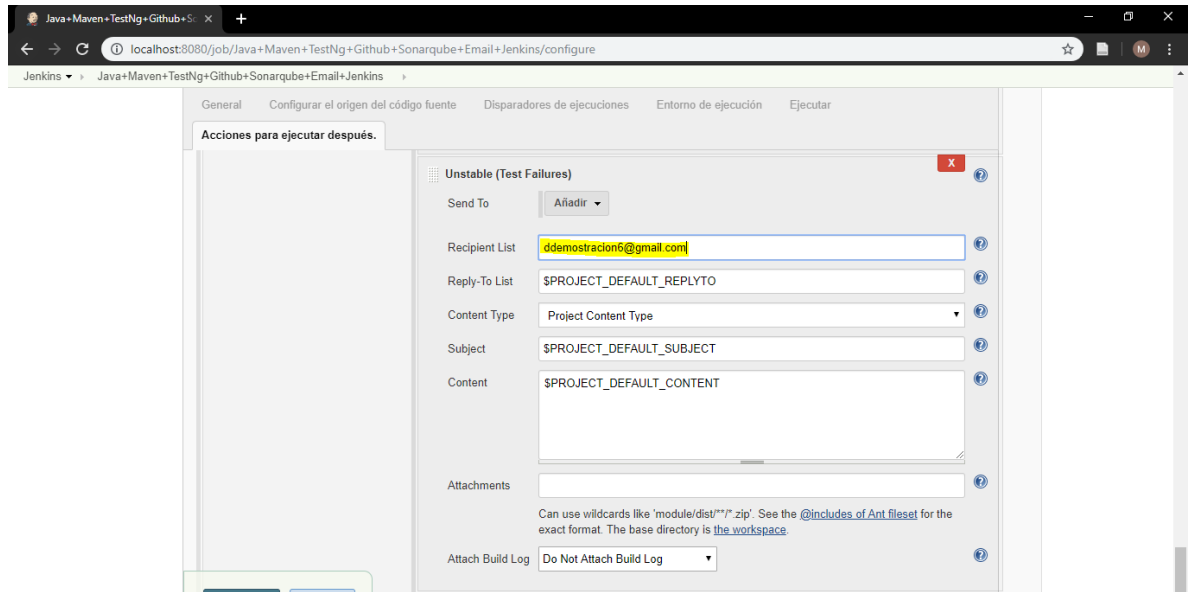 Java+Maven+TestNg+Github+Sc
localhost:8080/job/Java+Maven+TestNg+Github+Sonarqube+Email+Jenkins/configure
M
Jenkins Java+Maven+TestNg+Github+Sonarqube+Email+Jenkins
General Configurar el origen del código fuente Disparadores de ejecuciones Entorno de ejecución Ejecutar
Acciones para ejecutar después.
X
Unstable (Test Failures)
Send To Añadir
Recipient List ddemostracion6@gmail.com
Reply-To List $PROJECT_DEFAULT_REPLYTO
Content Type Project Content Type
Subject $PROJECT_DEFAULT_SUBJECT
Content $PROJECT_DEFAULT_CONTENT
Attachments
Can use wildcards like 'module/dist/**/*.zip'. See the @includes of Ant fileset for the
exact format. The base directory is the workspace.
Attach Build Log Do Not Attach Build Log